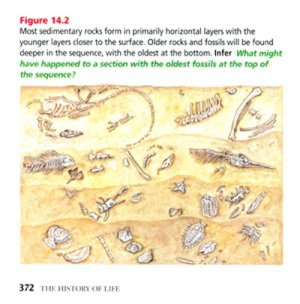 Figure 14.2
Most sedimentary rocks form in primarily horizontal layers with the
younger layers closer to the surface. Older rocks and fossils will be found
deeper in the sequence, with the oldest at the bottom. Infer What might
have happened to a section with the oldest fossils at the top of
the sequence?
372 THE HISTORY OF LIFE